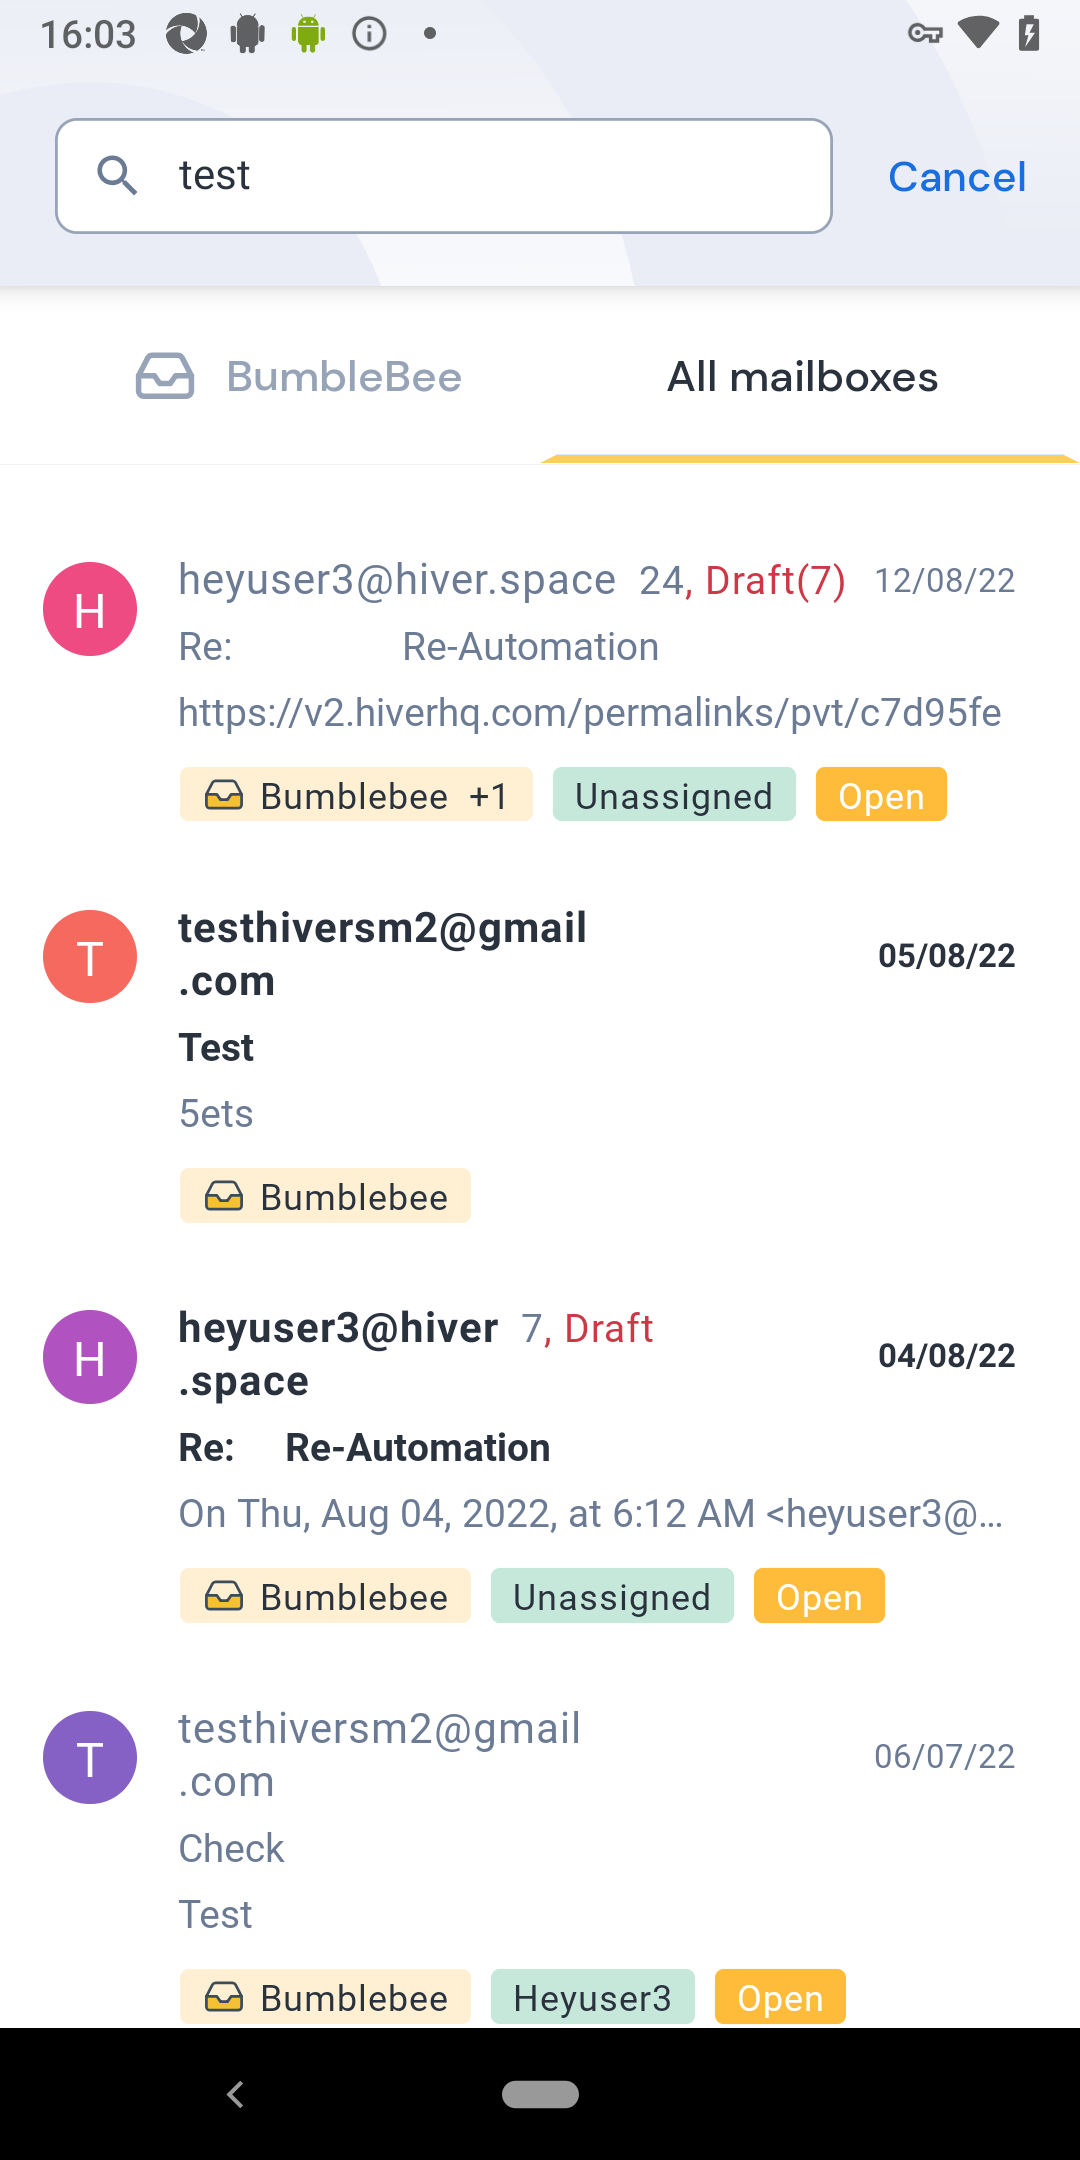 16:03
test
Cancel
BumbleBee
All mailboxes
H
heyuser3@hiver.space 24, Draft(7) 12/08/22
Re: Re-Automation
https://v2.hiverhq.com/permalinks/pvt/c7d95fe
Bumblebee +1 Unassigned Open
T
testhiversm2@gmail
.com
05/08/22
Test
5ets
Bumblebee
H
heyuser3@hiver 7, Draft
.space
04/08/22
Re: Re-Automation
On Thu, Aug 04, 2022, at 6:12 AM <heyuser3@...
Bumblebee Unassigned Open
T
testhiversm2@gmail
.com
06/07/22
Check
Test
Bumblebee Heyuser3 Open